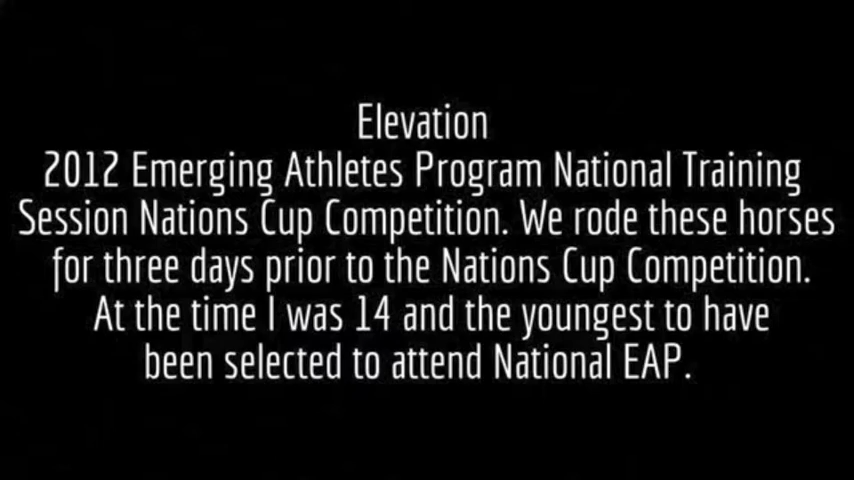 Elevation
2012 Emerging Athletes Program National Training
Session Nations Cup Competition. We rode these horses
for three days prior to the Nations Cup Competition.
At the time I was 14 and the youngest to have
been selected to attend National EAP.